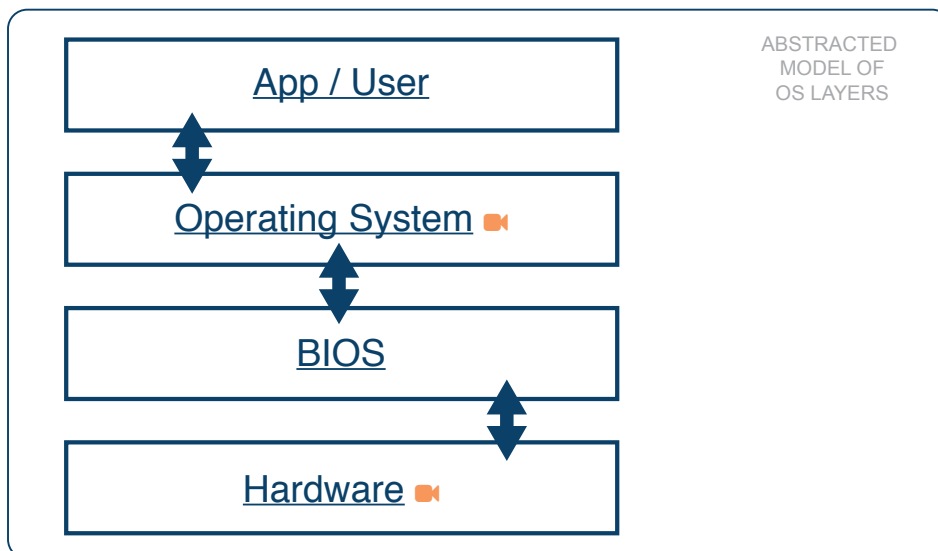 App / User
ABSTRACTED
MODEL OF
OS LAYERS
Operating System
BIOS
Hardware